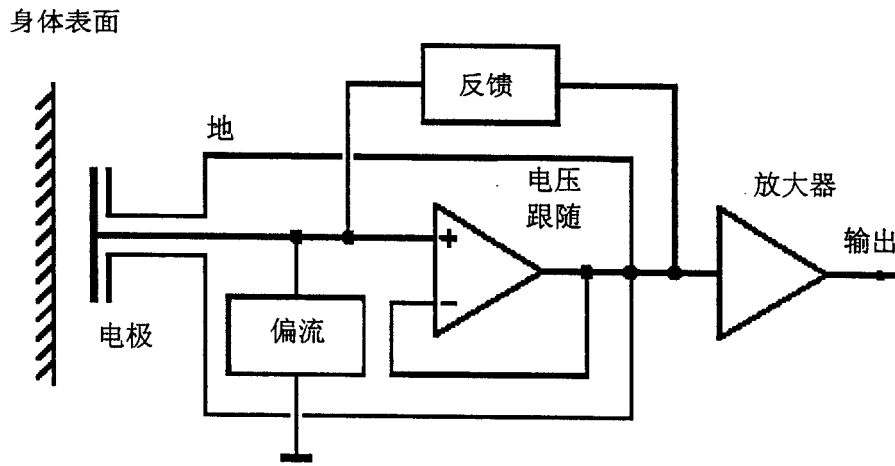 身体表面
反馈
地
电压
跟随
放大器
+
输出
-
偏流
电极